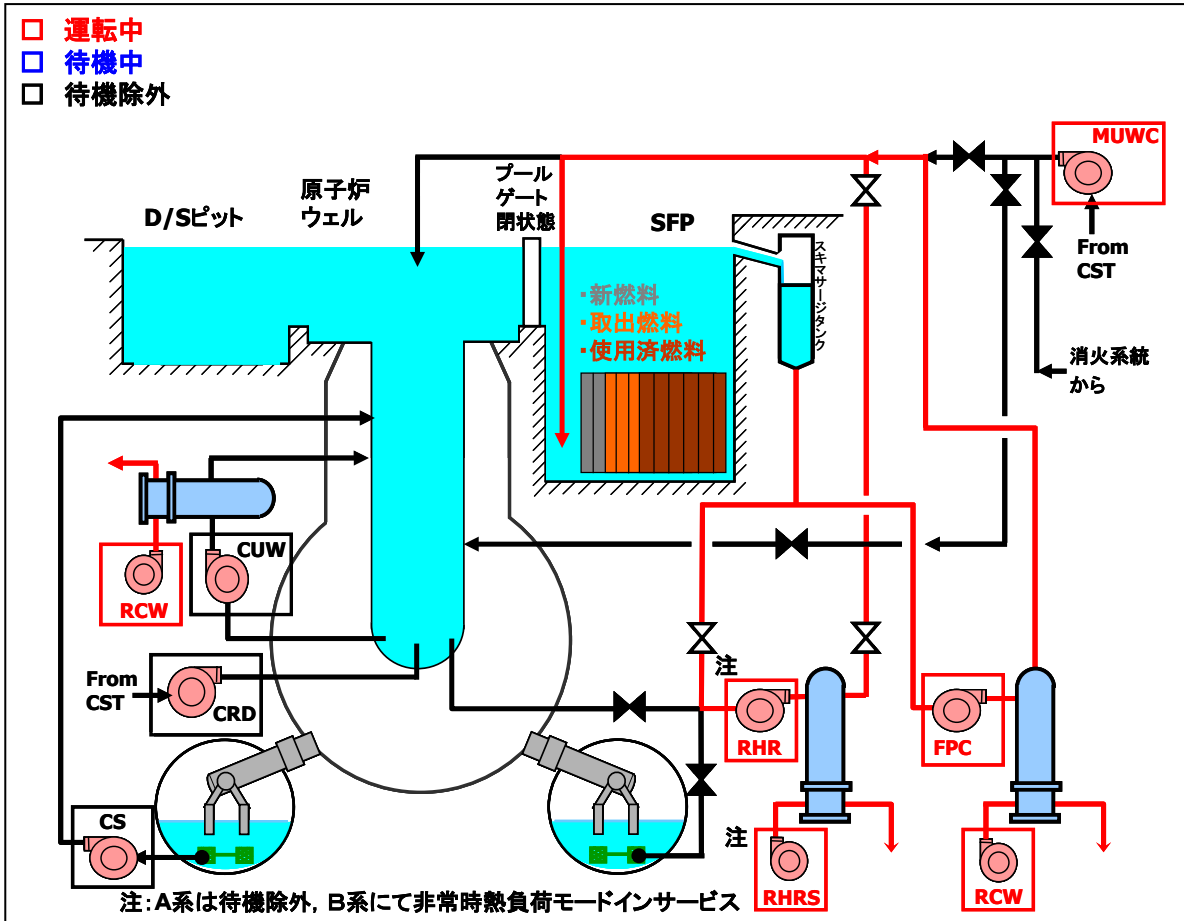 運転中
待機中
待機除外
MUWC
From
CST
プール
ゲート
閉状態
原子炉
ウェル
D/Sピット
SFP
スキマサージタンク
・新燃料
・取出燃料
・使用済燃料
消火系統
から
CUW
RCW
From
CST
CRD
注
RHR
FPC
CS
注
RHRS
RCW
注：A系は待機除外，B系にて非常時熱負荷モードインサービス